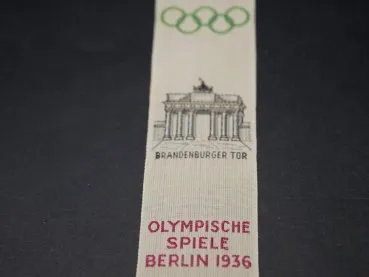 BRANDENBURGER TOR
OLYMPISCHE
SPIELE
BERLIN 1936